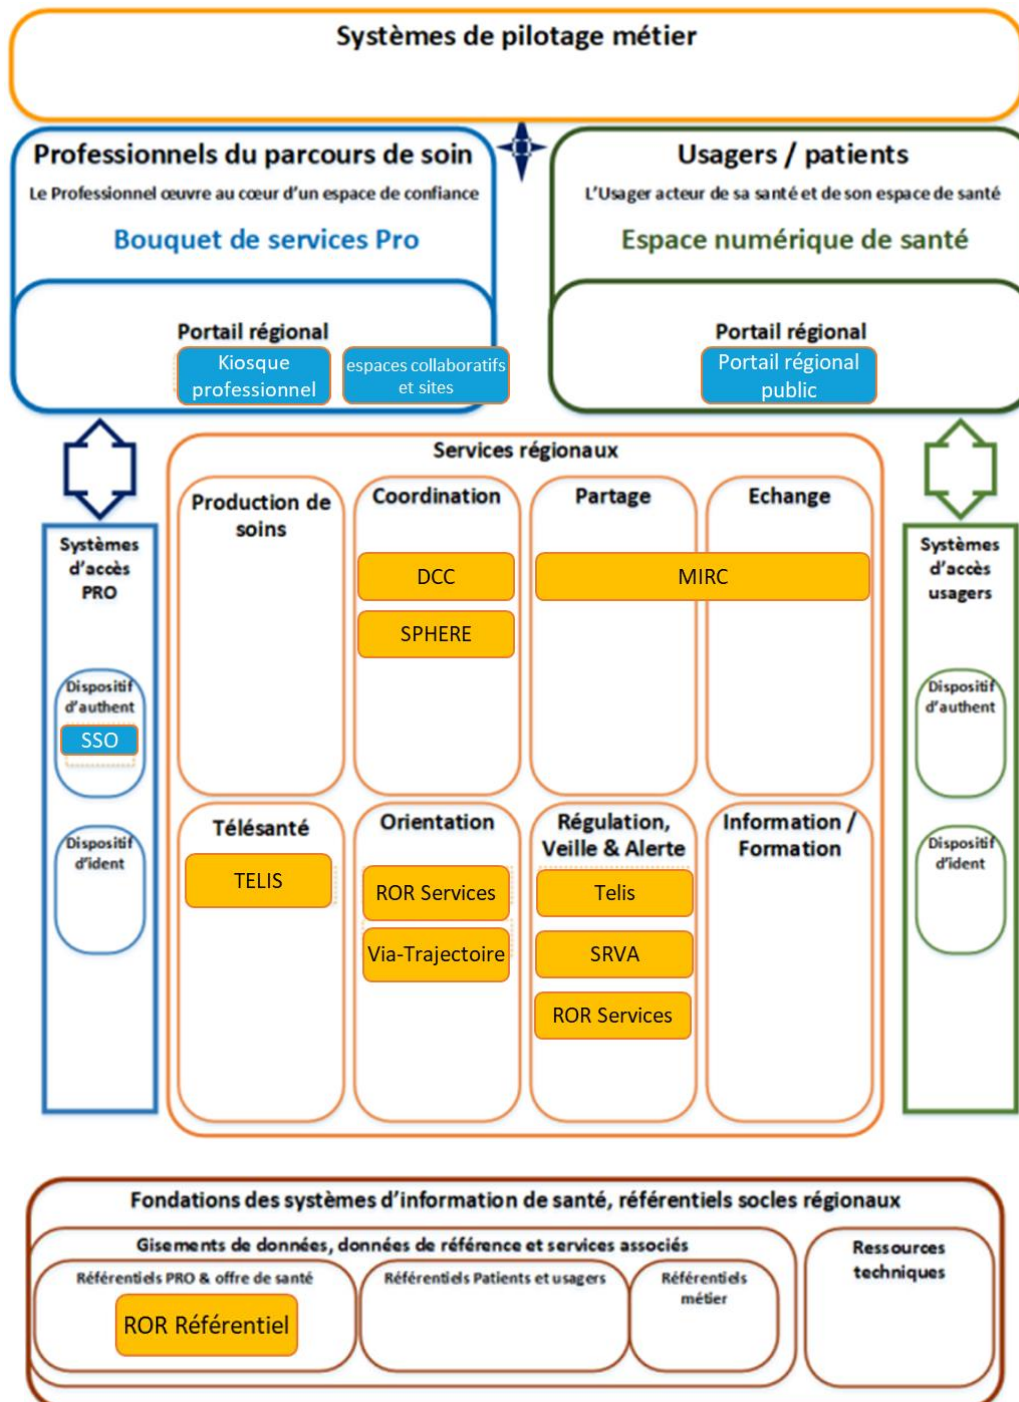 Systèmes de pilotage métier
Professionnels du parcours de soin
Le Professionnel œuvre au cœur d'un espace de confiance
Bouquet de services Pro
Portail régional
Kiosque
professionnel
espaces collaboratifs
et sites
Usagers / patients
L'Usager acteur de sa santé et de son espace de santé
Espace numérique de santé
Portail régional
Portail régional
public
Systèmes
d'accès
PRO
Dispositif
d'authent
SSO
Dispositif
d'ident
Services régionaux
Production de
soins
Coordination
DCC
SPHERE
Partage
Echange
MIRC
Télésanté
TELIS
Orientation
ROR Services
Via-Trajectoire
Régulation,
Veille & Alerte
Telis
SRVA
ROR Services
Information /
Formation
Systèmes
d'accès
usagers
Dispositif
d'authent
Dispositif
d'ident
Fondations des systèmes d'information de santé, référentiels socles régionaux
Gisements de données, données de référence et services associés
Référentiels PRO & offre de santé
ROR Référentiel
Référentiels Patients et usagers
Référentiels
métier
Ressources
techniques